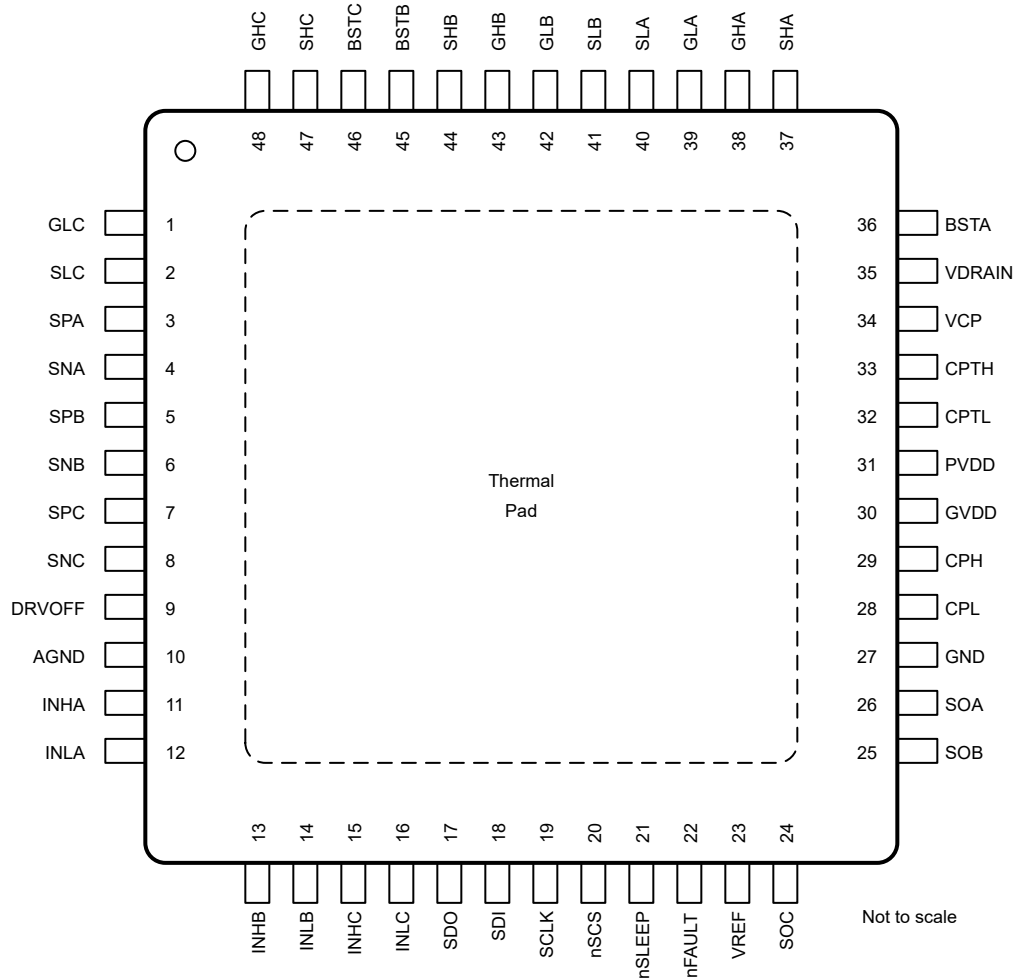 GHC
SHC
BSTC
BSTB
SHB
GHB
GLB
SLB
SLA
GLA
GHA
SHA
48
47
46
45
44
43
42
41
40
39
38
37
GLC 1
SLC 2
SPA 3
SNA 4
SPB 5
SNB 6
SPC 7
SNC 8
DRVOFF 9
AGND 10
INHA 11
INLA 12
Thermal
Pad
36 BSTA
35 VDRAIN
34 VCP
33 CPTH
32 CPTL
31 PVDD
30 GVDD
29 CPH
28 CPL
27 GND
26 SOA
25 SOB
13
14
15
16
17
18
19
20
21
22
23
24
INHB
INLB
INHC
INLC
SDO
SDI
SCLK
nSCS
nSLEEP
nFAULT
VREF
SOC
Not to scale